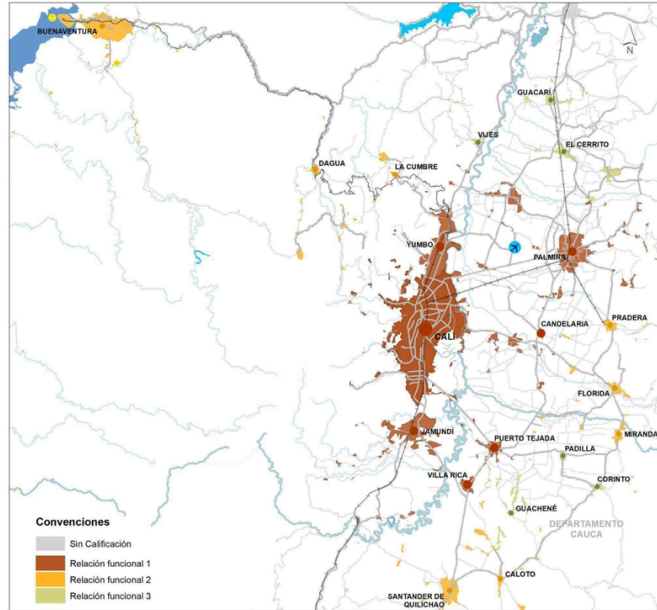 BUENAVENTURA
N
GUACARÍ
VIJES
EL CERRITO
DAGUA
LA CUMBRE
YUMBO
PALMIRA
PRADERA
CANDELARIA
CALI
FLORIDA
JAMUNDÍ
PUERTO TEJADA
MIRANDA
PADILLA
VILLA RICA
CORINTO
GUACHENÉ
DEPARTAMENTO
CAUCA
CALOTO
SANTANDER DE
QUILICHAO
Convenciones
Sin Calificación
Relación funcional 1
Relación funcional 2
Relación funcional 3